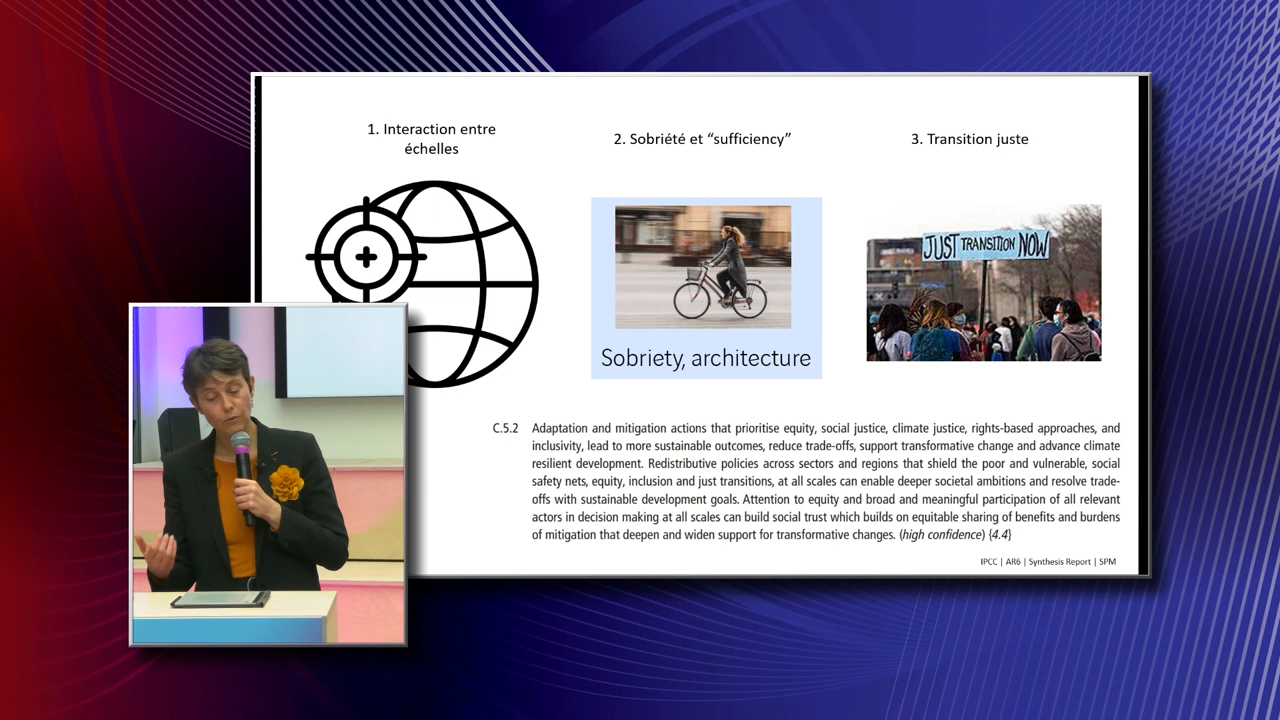 1. Interaction entre
échelles
2. Sobriété et “sufficiency”
3. Transition juste
JUST TRANSITION NOW
Sobriety, architecture
C.5.2 Adaptation and mitigation actions that prioritise equity, social justice, climate justice, rights-based approaches, and
inclusivity, lead to more sustainable outcomes, reduce trade-offs, support transformative change and advance climate
resilient development. Redistributive policies across sectors and regions that shield the poor and vulnerable, social
safety nets, equity, inclusion and just transitions, at all scales can enable deeper societal ambitions and resolve trade-
offs with sustainable development goals. Attention to equity and broad and meaningful participation of all relevant
actors in decision making at all scales can build social trust which builds on equitable sharing of benefits and burdens
of mitigation that deepen and widen support for transformative changes. (high confidence) {4.4}
IPCC | AR6 | Synthesis Report | SPM